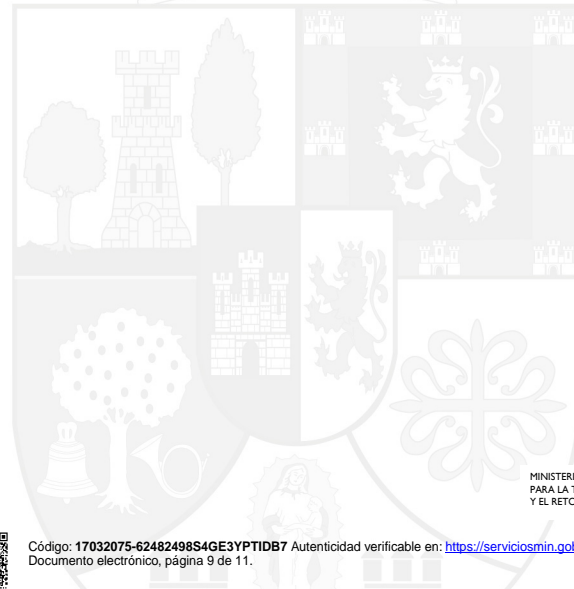 MINISTERI
PARA LA T
Y EL RETO
Código: 17032075-62482498S4GE3YPTIDB7 Autenticidad verificable en: https://serviciosmin.gob
Documento electrónico, página 9 de 11.